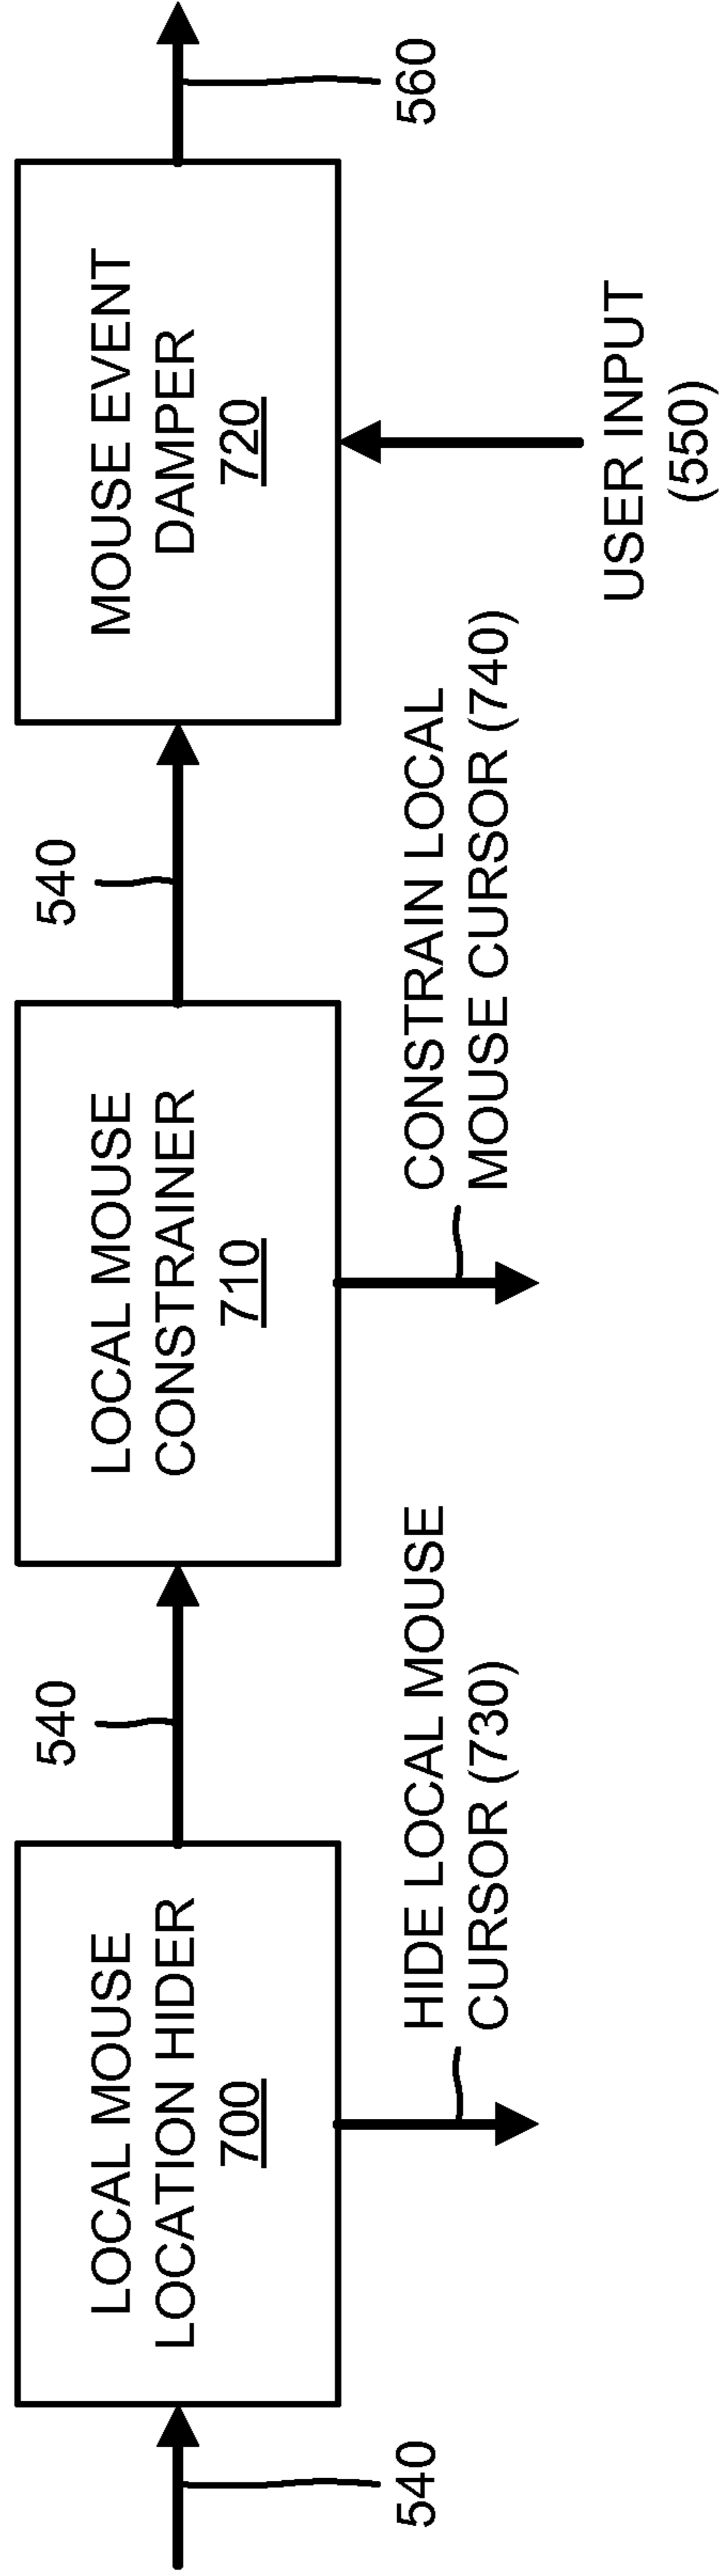 540
LOCAL MOUSE
LOCATION HIDER
700
HIDE LOCAL MOUSE
CURSOR (730)
540
LOCAL MOUSE
CONSTRAINER
710
CONSTRAIN LOCAL
MOUSE CURSOR (740)
540
MOUSE EVENT
DAMPER
720
USER INPUT
(550)
560